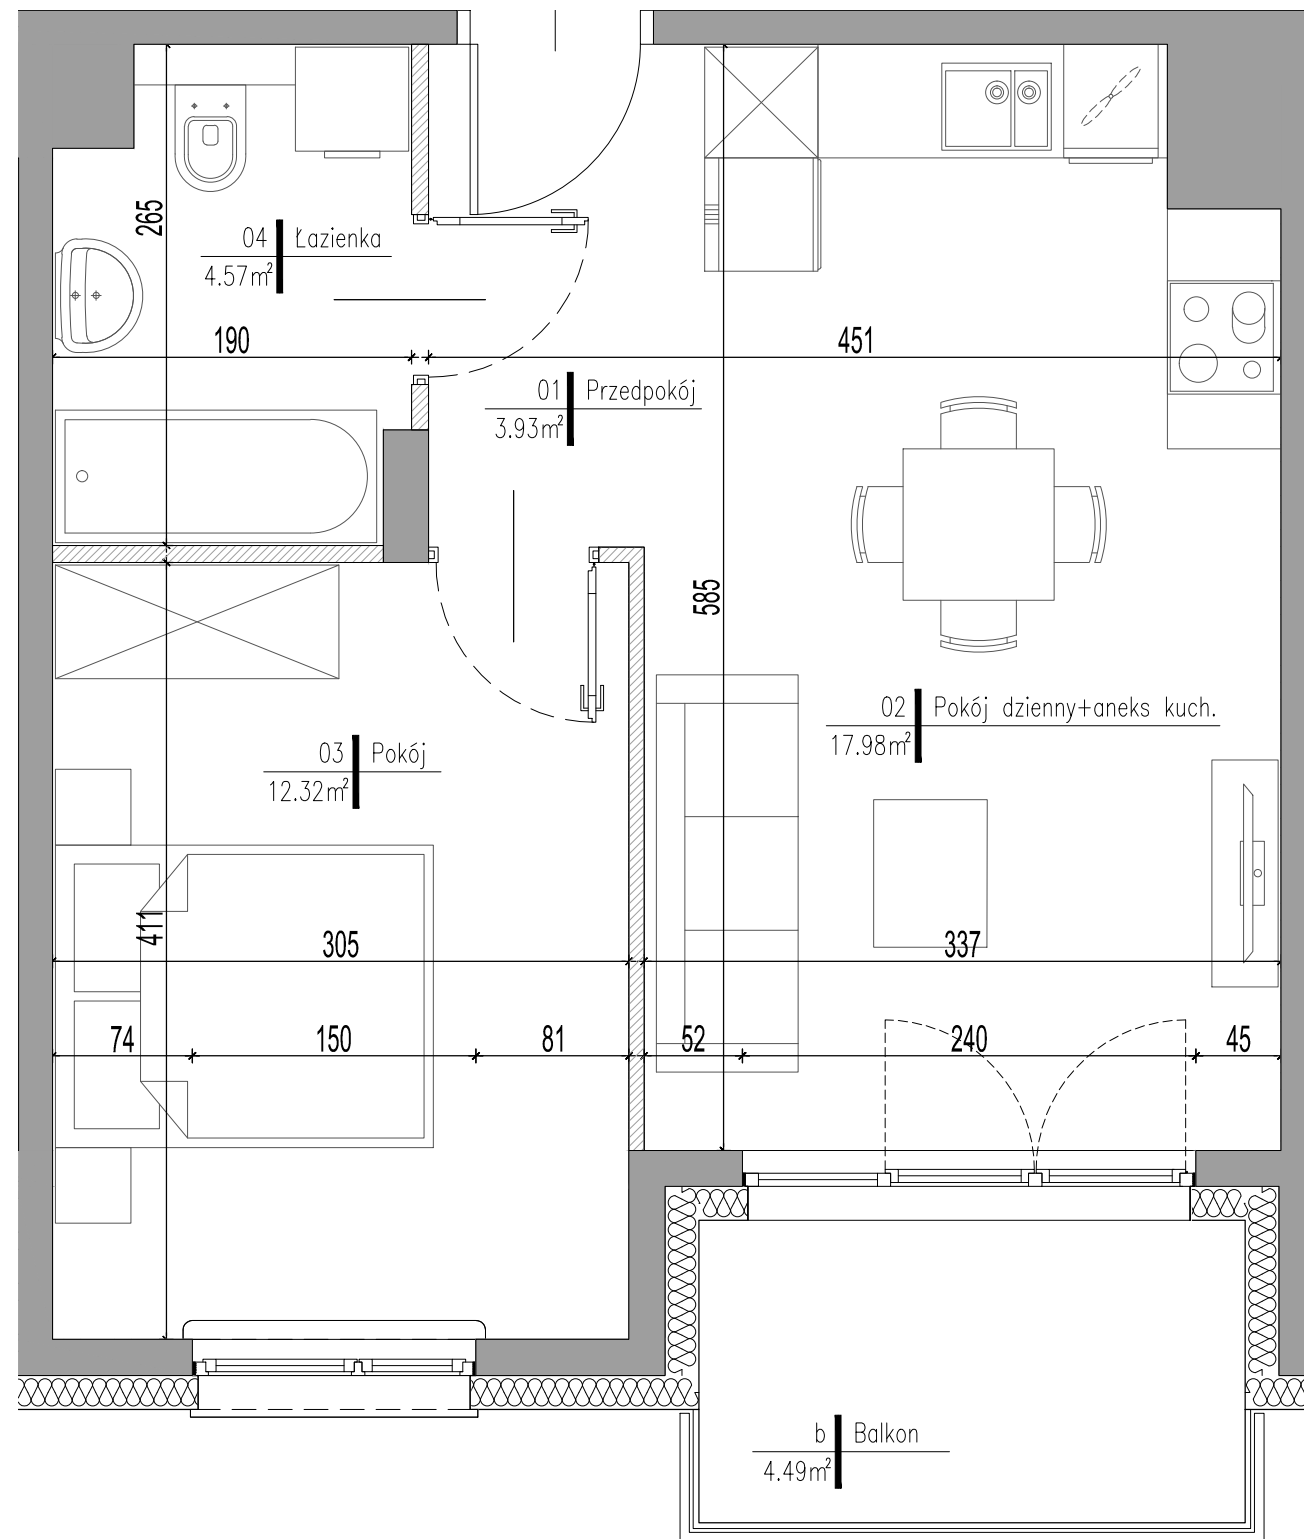 265
04 Łazienka
4.57m²
190
451
01 Przedpokój
3.93m²
585
02 Pokój dzienny+aneks kuch.
17.98m²
03 Pokój
12.32m²
411
305
337
74
150
81
52
240
45
b Balkon
4.49m²